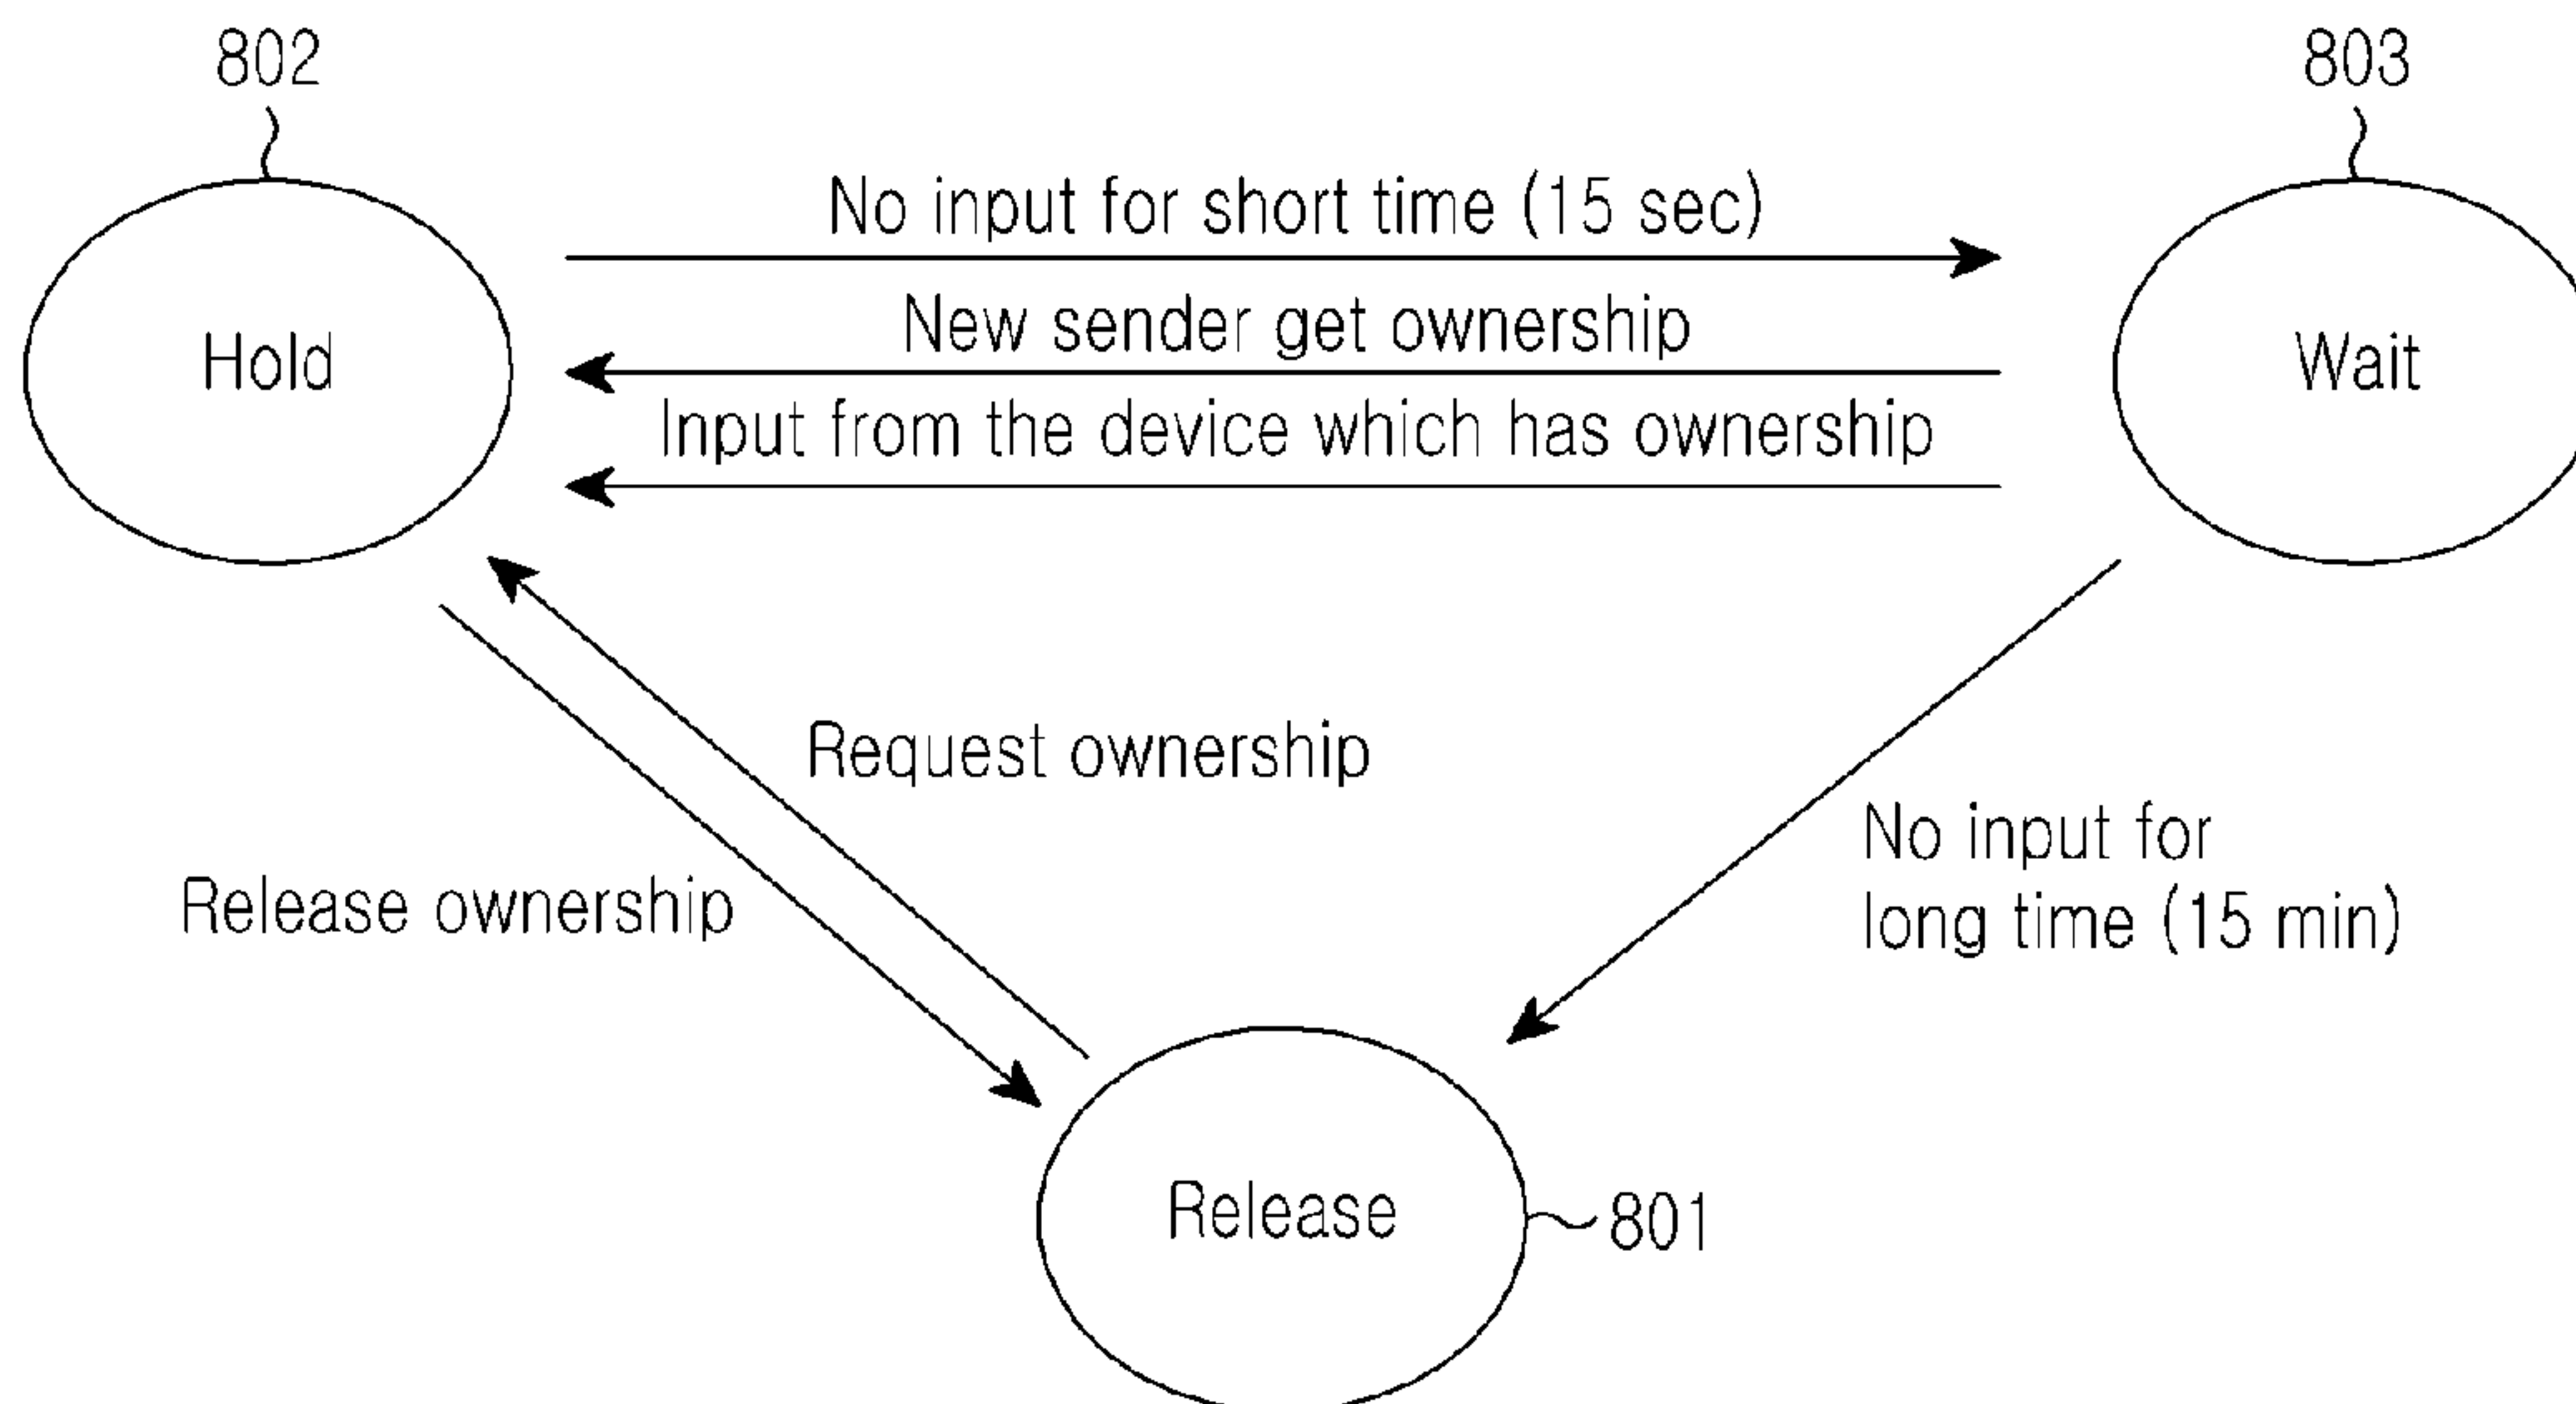 802
803
No input for short time (15 sec)
New sender get ownership
Hold
Wait
Input from the device which has ownership
Request ownership
No input for
long time (15 min)
Release ownership
Release
801